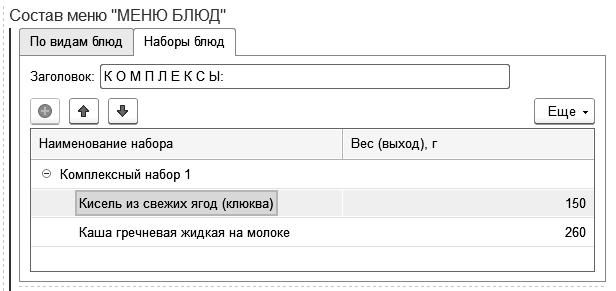 Состав меню "МЕНЮ БЛЮД"
По видам блюд Наборы блюд
Заголовок: К О М П Л Е К С Ы:
Еще
Наименование набора Вес (выход), г
Комплексный набор 1
Кисель из свежих ягод (клюква) 150
Каша гречневая жидкая на молоке 260